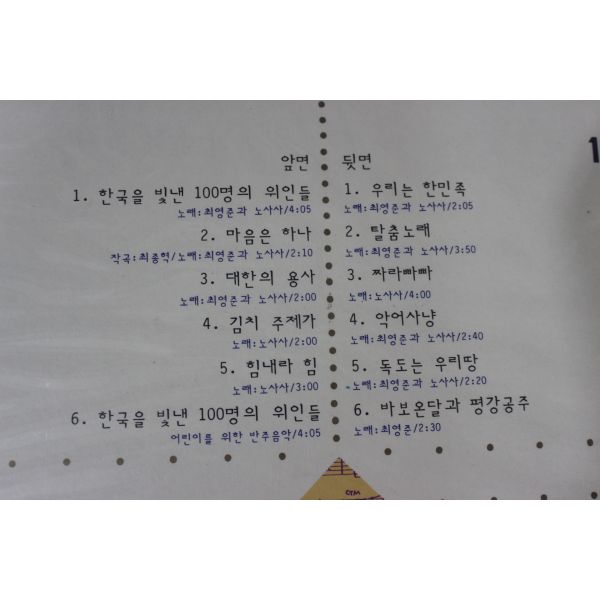 앞면
1. 한국을 빛낸 100명의 위인들
노래:최영준과 노사사/4:05
2. 마음은 하나
작곡:최종혁/노래:최영준과 노사사/2:10
3. 대한의 용사
노래:최영준과 노사사/2:00
4. 김치 주제가
노래:노사사/2:00
5. 힘내라 힘
노래:노사사/3:00
6. 한국을 빛낸 100명의 위인들
어린이를 위한 반주음악/4:05
뒷면
1. 우리는 한민족
노래:최영준과 노사사/2:05
2. 탈춤노래
노래:최영준과 노사사/3:50
3. 짜라빠빠
노래:노사사/4:00
4. 악어사냥
노래:최영준과 노사사/2:40
5. 독도는 우리땅
노래:최영준과 노사사/2:20
6. 바보온달과 평강공주
노래:최영준/2:30